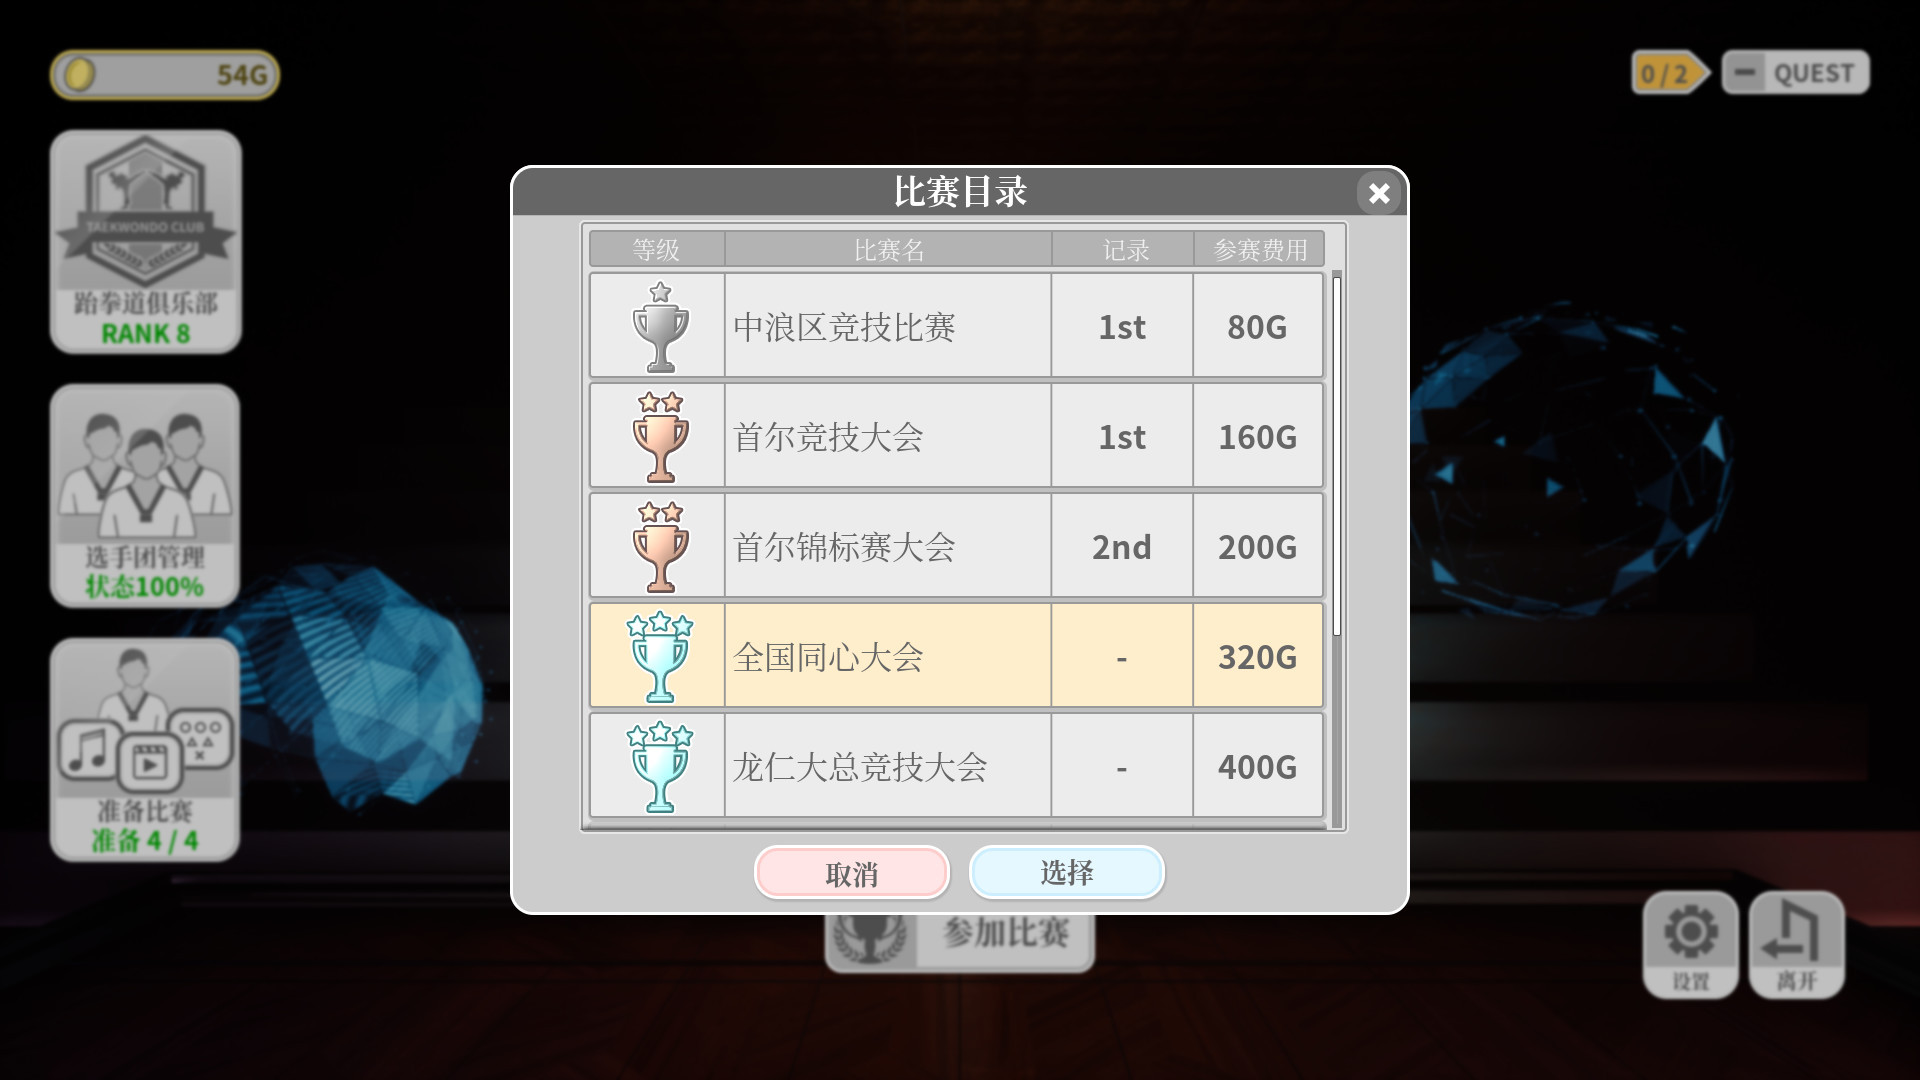 54G
0 / 2
QUEST
TAEKWONDO CLUB
跆拳道俱乐部
RANK 8
选手团管理
状态100%
准备比赛
准备 4 / 4
比赛目录
等级 比赛名 记录 参赛费用
中浪区竞技比赛 1st 80G
首尔竞技大会 1st 160G
首尔锦标赛大会 2nd 200G
全国同心大会 - 320G
龙仁大总竞技大会 - 400G
取消 选择
参加比赛
设置
离开